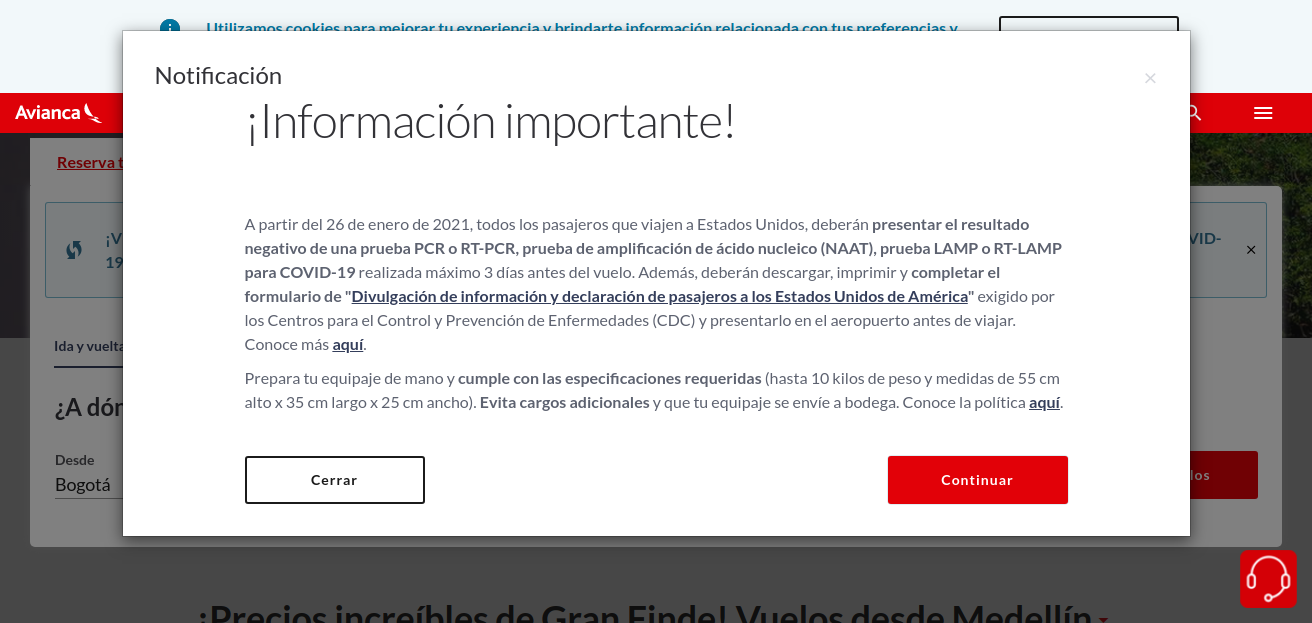 Utilizamos cookies para mejorar tu experiencia y brindarte información relacionada con tus preferencias y
Notificación
×
Avianca
¡Información importante!
Reserva t
A partir del 26 de enero de 2021, todos los pasajeros que viajen a Estados Unidos, deberán presentar el resultado
negativo de una prueba PCR o RT-PCR, prueba de amplificación de ácido nucleico (NAAT), prueba LAMP o RT-LAMP
para COVID-19 realizada máximo 3 días antes del vuelo. Además, deberán descargar, imprimir y completar el
formulario de "Divulgación de información y declaración de pasajeros a los Estados Unidos de América" exigido por
los Centros para el Control y Prevención de Enfermedades (CDC) y presentarlo en el aeropuerto antes de viajar.
Conoce más aquí.
Prepara tu equipaje de mano y cumple con las especificaciones requeridas (hasta 10 kilos de peso y medidas de 55 cm
alto x 35 cm largo x 25 cm ancho). Evita cargos adicionales y que tu equipaje se envíe a bodega. Conoce la política aquí.
¡V
VID-
19
×
Ida y vuelta
¿A dón
Desde
Bogotá
Cerrar
Continuar
los
¡Precios increíbles de Gran Finde! Vuelos desde Medellín